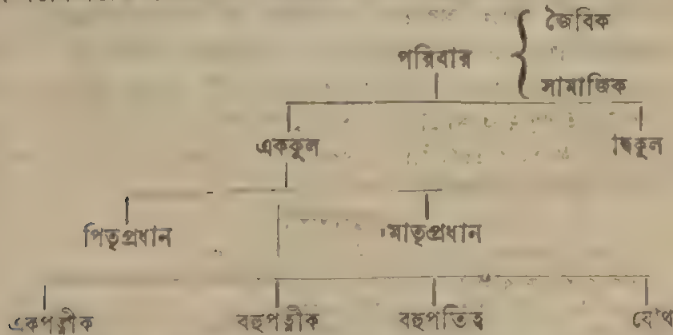 জৈবিক
পরিবার
সামাজিক
এককুল দ্বিকুল
পিতৃপ্রধান মাতৃপ্রধান
একপত্নীক বহুপত্নীক বহুপতিত্ব যৌথ